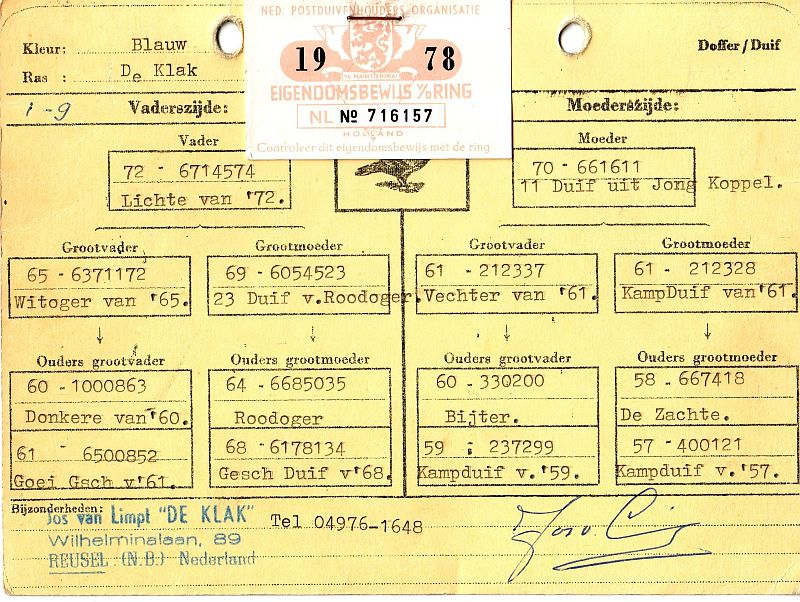 NED. POSTDUIVENHOUDERS ORGANISATIE
19 78
EIGENDOMSBEWIJS V/D RING
NL № 716157
HOLLAND
Controleer dit eigendomsbewijs met de ring
Kleur: Blauw
Doffer / Duif
Ras : De Klak
1-9 Vaderszijde: Moederszijde:
Vader
72 - 6714574
Lichte van '72.
Moeder
70 - 661611
11 Duif uit Jong Koppel.
Grootvader
65 - 6371172
Witoger van '65.
Grootmoeder
69 - 6054523
23 Duif v.Roodoger.
Grootvader
61 - 212337
Vechter van '61.
Grootmoeder
61 - 212328
KampDuif van '61.
Ouders grootvader
60 - 1000863
Donkere van '60.
61 - 6500852
Goei Gsch v'61.
Ouders grootmoeder
64 - 6685035
Roodoger
68 - 6178134
Gesch Duif v'68.
Ouders grootvader
60 - 330200
Bijter.
59 : 237299
Kampduif v.'59.
Ouders grootmoeder
58 - 667418
De Zachte.
57 - 400121
Kampduif v.'57.
Bijzonderheden:
Jos van Limpt "DE KLAK"
Tel 04976-1648
Wilhelminalaan, 89
REUSEL (N.B.) Nederland